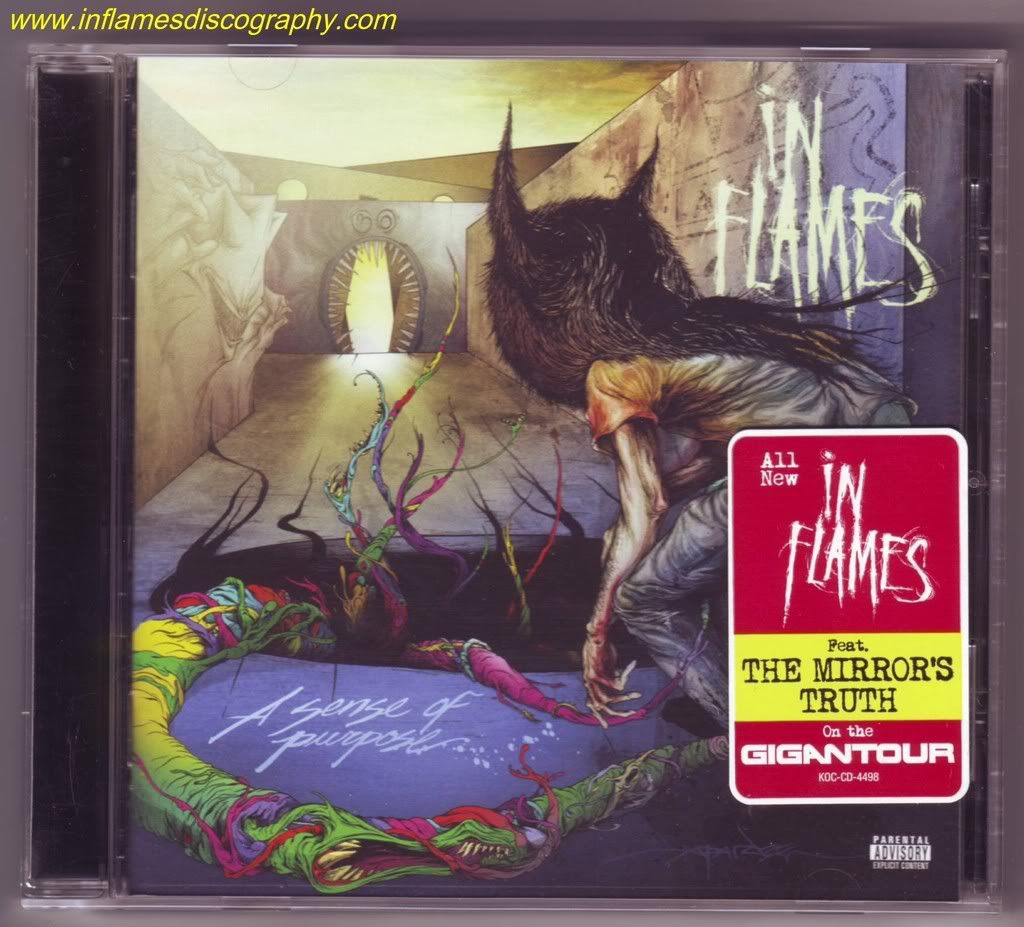 www.inflamesdiscography.com
iN
FLAMES
All
New
iN
FLAMES
Feat.
THE MIRROR'S
TRUTH
On the
GIGANTOUR
KOC-CD-4498
A sense of
purpose
PARENTAL
ADVISORY
EXPLICIT CONTENT